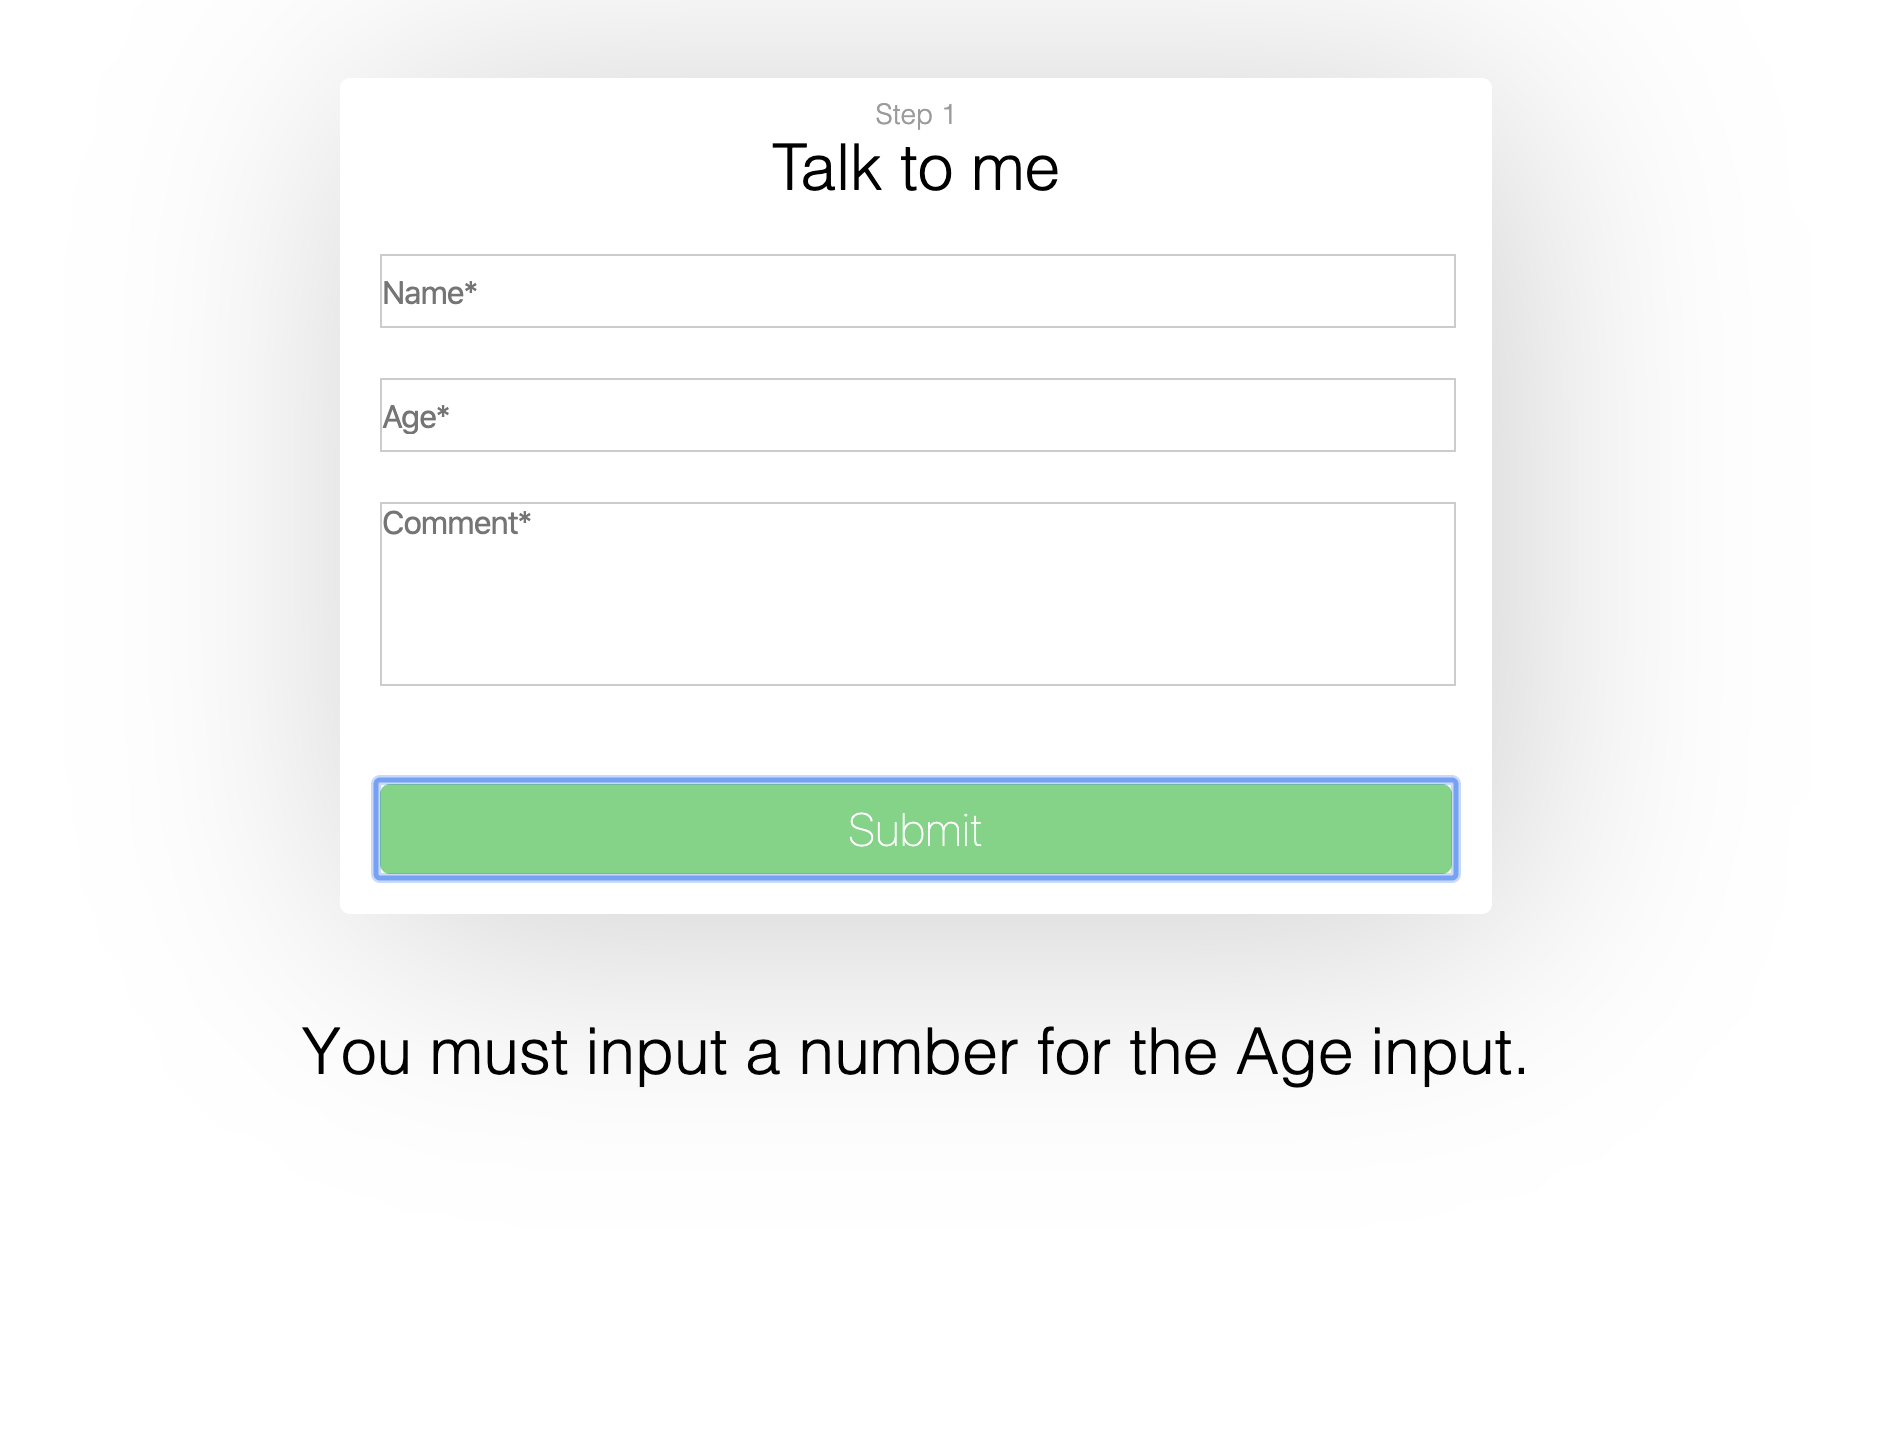 Step 1
Talk to me
Name*
Age*
Comment*
Submit
You must input a number for the Age input.